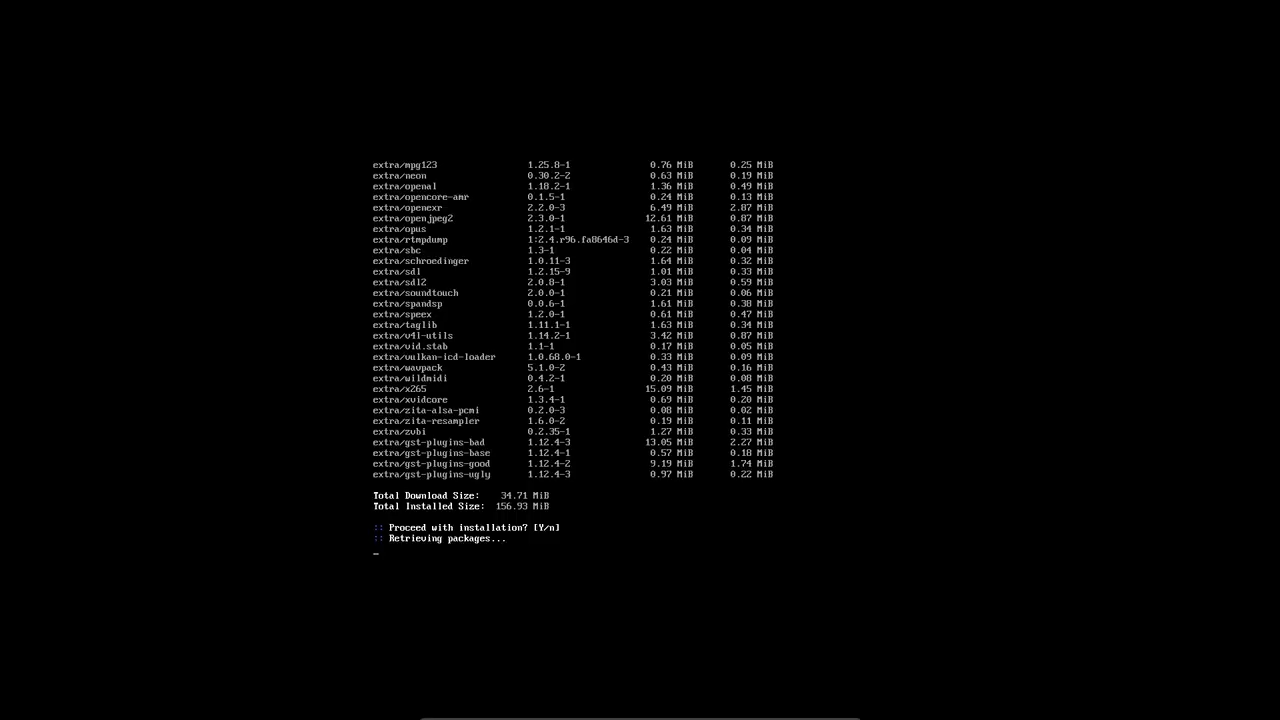 extra/mpg123 1.25.8-1 0.76 MiB 0.25 MiB
extra/neon 0.30.2-2 0.63 MiB 0.19 MiB
extra/openal 1.18.2-1 1.36 MiB 0.49 MiB
extra/opencore-amr 0.1.5-1 0.24 MiB 0.13 MiB
extra/openexr 2.2.0-3 6.49 MiB 2.87 MiB
extra/openjpeg2 2.3.0-1 12.61 MiB 0.87 MiB
extra/opus 1.2.1-1 1.63 MiB 0.34 MiB
extra/rtmpdump 1:2.4.r96.fa8646d-3 0.24 MiB 0.09 MiB
extra/sbc 1.3-1 0.22 MiB 0.04 MiB
extra/schroedinger 1.0.11-3 1.64 MiB 0.32 MiB
extra/sdl 1.2.15-9 1.01 MiB 0.33 MiB
extra/sdl2 2.0.8-1 3.03 MiB 0.59 MiB
extra/soundtouch 2.0.0-1 0.21 MiB 0.06 MiB
extra/spandsp 0.0.6-1 1.61 MiB 0.38 MiB
extra/speex 1.2.0-1 0.61 MiB 0.47 MiB
extra/taglib 1.11.1-1 1.63 MiB 0.34 MiB
extra/v4l-utils 1.14.2-1 3.42 MiB 0.87 MiB
extra/vid.stab 1.1-1 0.17 MiB 0.05 MiB
extra/vulkan-icd-loader 1.0.68.0-1 0.33 MiB 0.09 MiB
extra/wavpack 5.1.0-2 0.43 MiB 0.16 MiB
extra/wildmidi 0.4.2-1 0.20 MiB 0.08 MiB
extra/x265 2.6-1 15.09 MiB 1.45 MiB
extra/xvidcore 1.3.4-1 0.69 MiB 0.20 MiB
extra/zita-alsa-pcmi 0.2.0-3 0.08 MiB 0.02 MiB
extra/zita-resampler 1.6.0-2 0.19 MiB 0.11 MiB
extra/zvbi 0.2.35-1 1.27 MiB 0.33 MiB
extra/gst-plugins-bad 1.12.4-3 13.05 MiB 2.27 MiB
extra/gst-plugins-base 1.12.4-1 0.57 MiB 0.18 MiB
extra/gst-plugins-good 1.12.4-2 9.19 MiB 1.74 MiB
extra/gst-plugins-ugly 1.12.4-3 0.97 MiB 0.22 MiB
Total Download Size: 34.71 MiB
Total Installed Size: 156.93 MiB
:: Proceed with installation? [Y/n]
:: Retrieving packages...
_